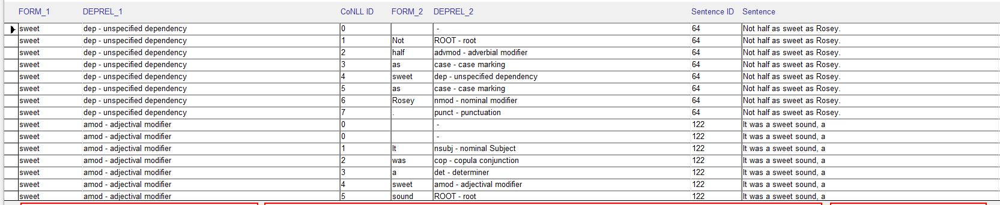 FORM_1 DEPREL_1 CoNLL ID FORM_2 DEPREL_2 Sentence ID Sentence
sweet dep - unspecified dependency 0 - 64 Not half as sweet as Rosey.
sweet dep - unspecified dependency 1 Not ROOT - root 64 Not half as sweet as Rosey.
sweet dep - unspecified dependency 2 half advmod - adverbial modifier 64 Not half as sweet as Rosey.
sweet dep - unspecified dependency 3 as case - case marking 64 Not half as sweet as Rosey.
sweet dep - unspecified dependency 4 sweet dep - unspecified dependency 64 Not half as sweet as Rosey.
sweet dep - unspecified dependency 5 as case - case marking 64 Not half as sweet as Rosey.
sweet dep - unspecified dependency 6 Rosey nmod - nominal modifier 64 Not half as sweet as Rosey.
sweet dep - unspecified dependency 7 . punct - punctuation 64 Not half as sweet as Rosey.
sweet amod - adjectival modifier 0 - 122 It was a sweet sound, a
sweet amod - adjectival modifier 0 - 122 It was a sweet sound, a
sweet amod - adjectival modifier 1 It nsubj - nominal Subject 122 It was a sweet sound, a
sweet amod - adjectival modifier 2 was cop - copula conjunction 122 It was a sweet sound, a
sweet amod - adjectival modifier 3 a det - determiner 122 It was a sweet sound, a
sweet amod - adjectival modifier 4 sweet amod - adjectival modifier 122 It was a sweet sound, a
sweet amod - adjectival modifier 5 sound ROOT - root 122 It was a sweet sound, a